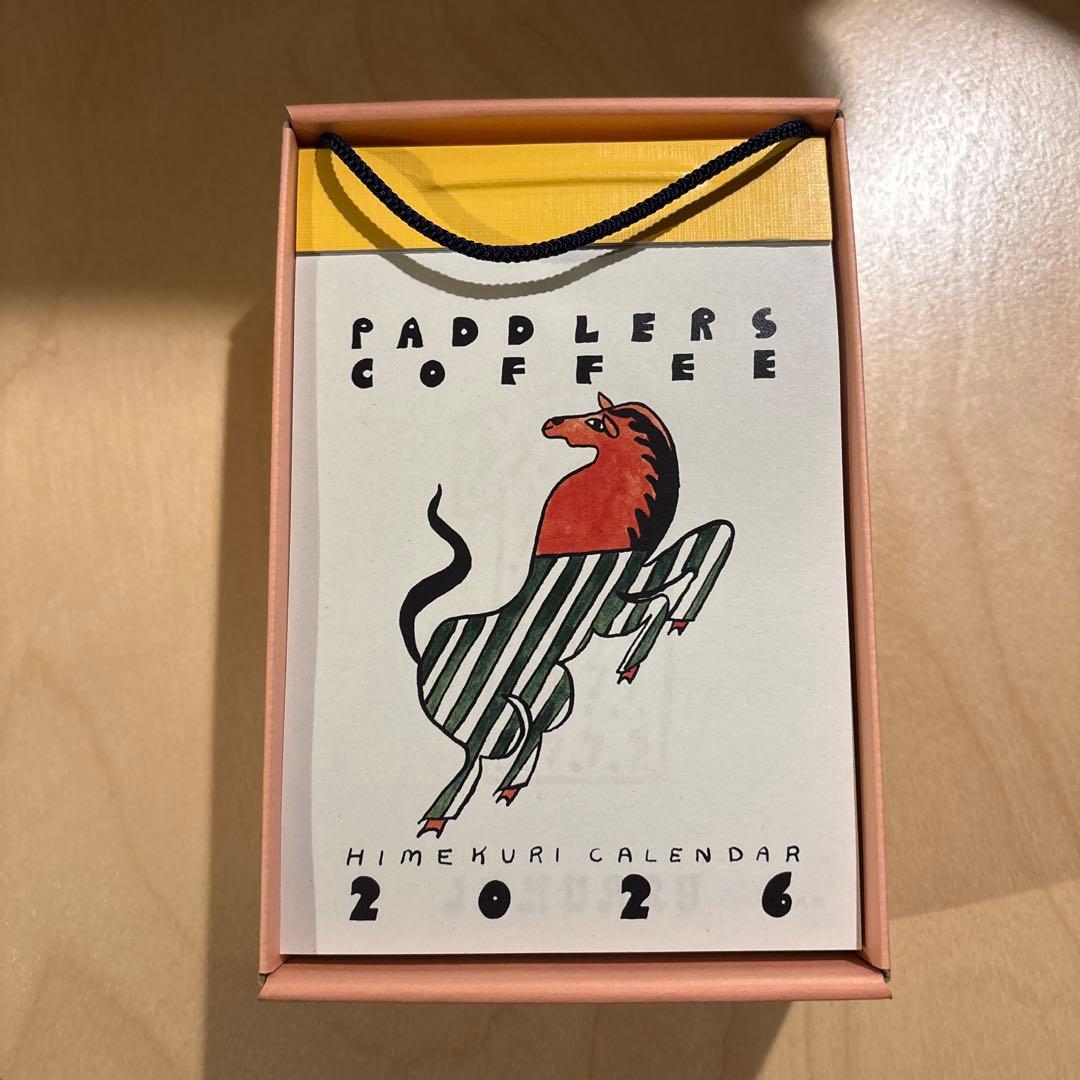 PADDLERS
COFFEE
HIMEKURI CALENDAR
2026